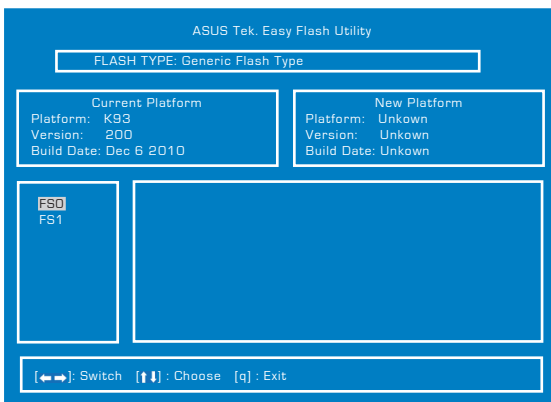 ASUS Tek. Easy Flash Utility
FLASH TYPE: Generic Flash Type
Current Platform
Platform: K93
Version: 200
Build Date: Dec 6 2010
New Platform
Platform: Unkown
Version: Unkown
Build Date: Unkown
FS0
FS1
[←→]: Switch [↑↓] : Choose [q] : Exit